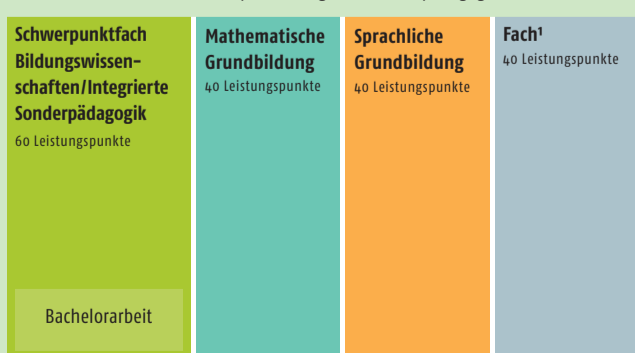 Schwerpunktfach
Bildungswissen-
schaften/Integrierte
Sonderpädagogik
60 Leistungspunkte
Bachelorarbeit
Mathematische
Grundbildung
40 Leistungspunkte
Sprachliche
Grundbildung
40 Leistungspunkte
Fach¹
40 Leistungspunkte